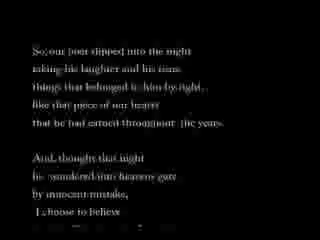 So, our poet slipped into the night
taking his laughter and his tears
things that belonged to him by right,
like that piece of our hearts
that he had earned throughout the years.
And, thought that night
he wandered into heavens gate
by innocent mistake,
I choose to believe